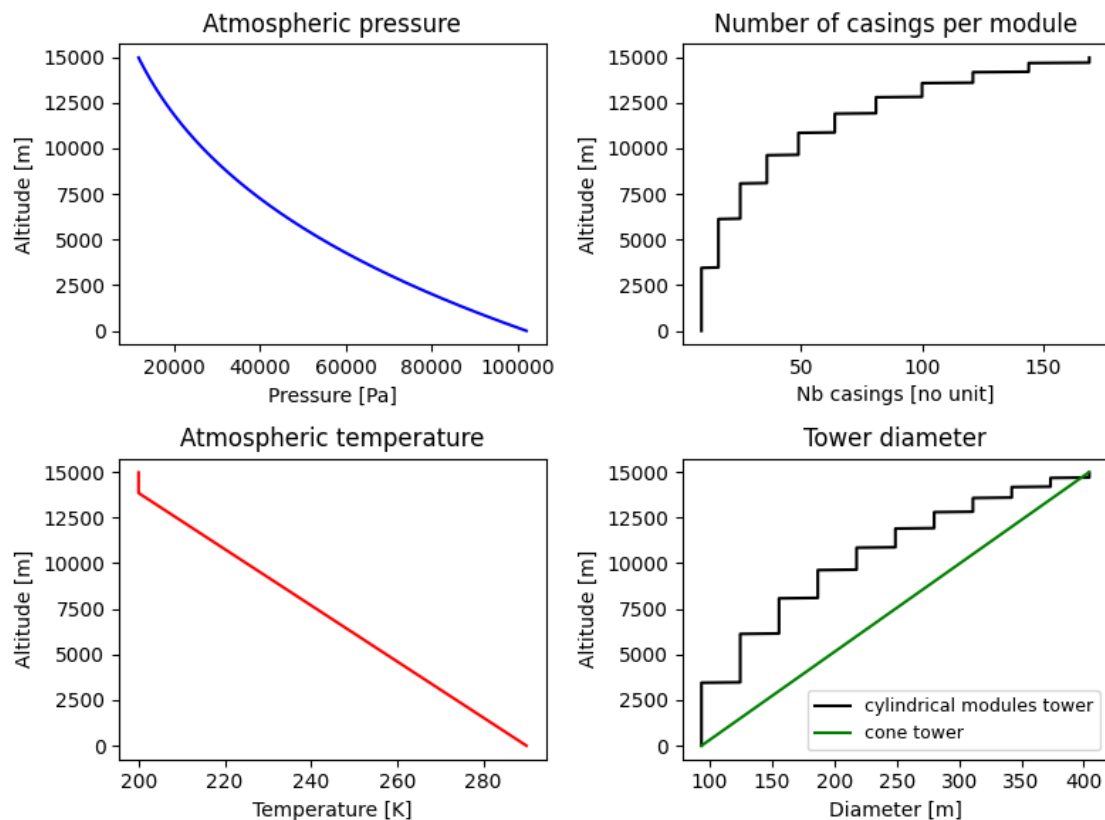 Atmospheric pressure
Altitude [m]
15000
12500
10000
7500
5000
2500
0
20000 40000 60000 80000 100000
Pressure [Pa]
Number of casings per module
Altitude [m]
15000
12500
10000
7500
5000
2500
0
50 100 150
Nb casings [no unit]
Atmospheric temperature
Altitude [m]
15000
12500
10000
7500
5000
2500
0
200 220 240 260 280
Temperature [K]
Tower diameter
Altitude [m]
15000
12500
10000
7500
5000
2500
0
cylindrical modules tower
cone tower
100 150 200 250 300 350 400
Diameter [m]